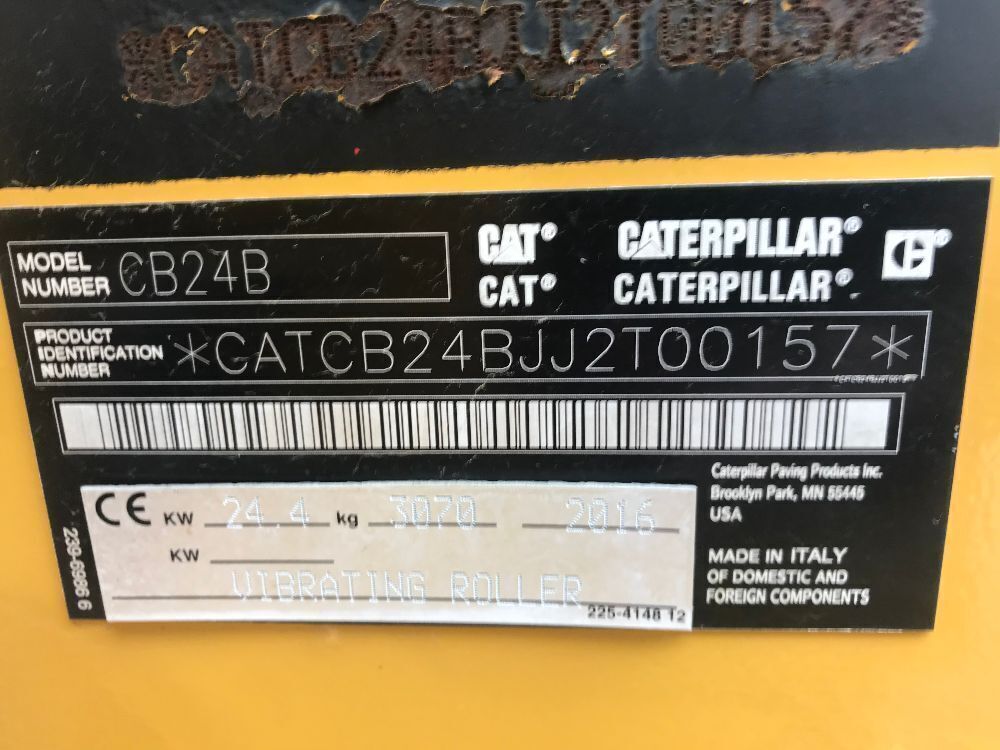 *CATCB24BJJ2T00157*
MODEL NUMBER CB24B
CAT® CATERPILLAR®
CAT® CATERPILLAR®
PRODUCT IDENTIFICATION NUMBER *CATCB24BJJ2T00157*
Caterpillar Paving Products Inc.
Brooklyn Park, MN 55445
USA
CE KW 24.4 kg 3070 2016
KW
VIBRATING ROLLER
225-4148 12
MADE IN ITALY
OF DOMESTIC AND
FOREIGN COMPONENTS
239-6986 6